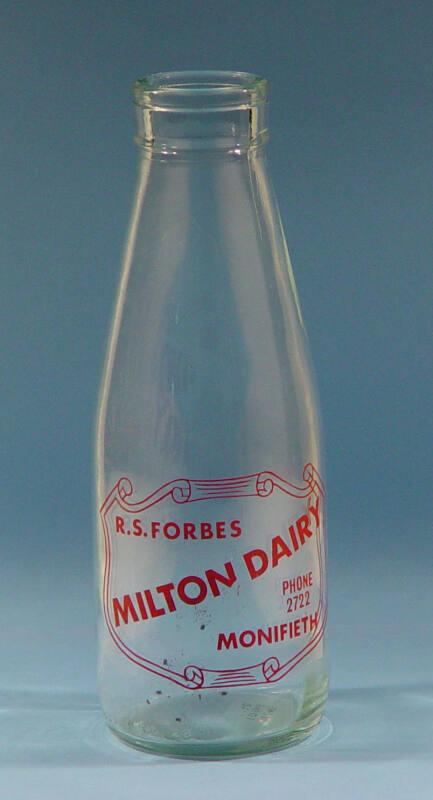 R.S.FORBES
MILTON DAIRY
PHONE
2722
MONIFIETH